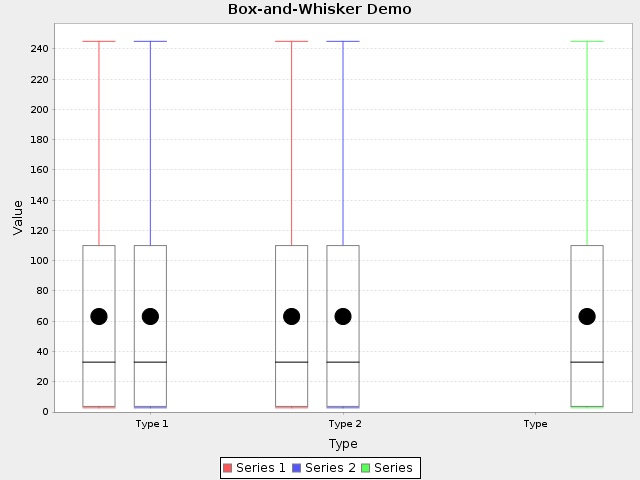 Box-and-Whisker Demo
240
220
200
180
160
140
120
100
80
60
40
20
0
Value
Type 1
Type 2
Type
Type
Series 1 Series 2 Series